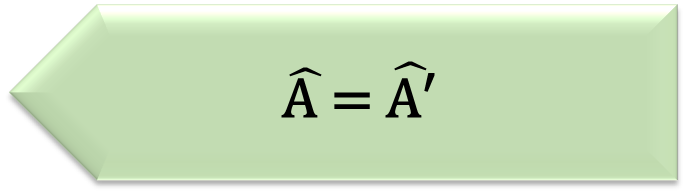 Â = Â′